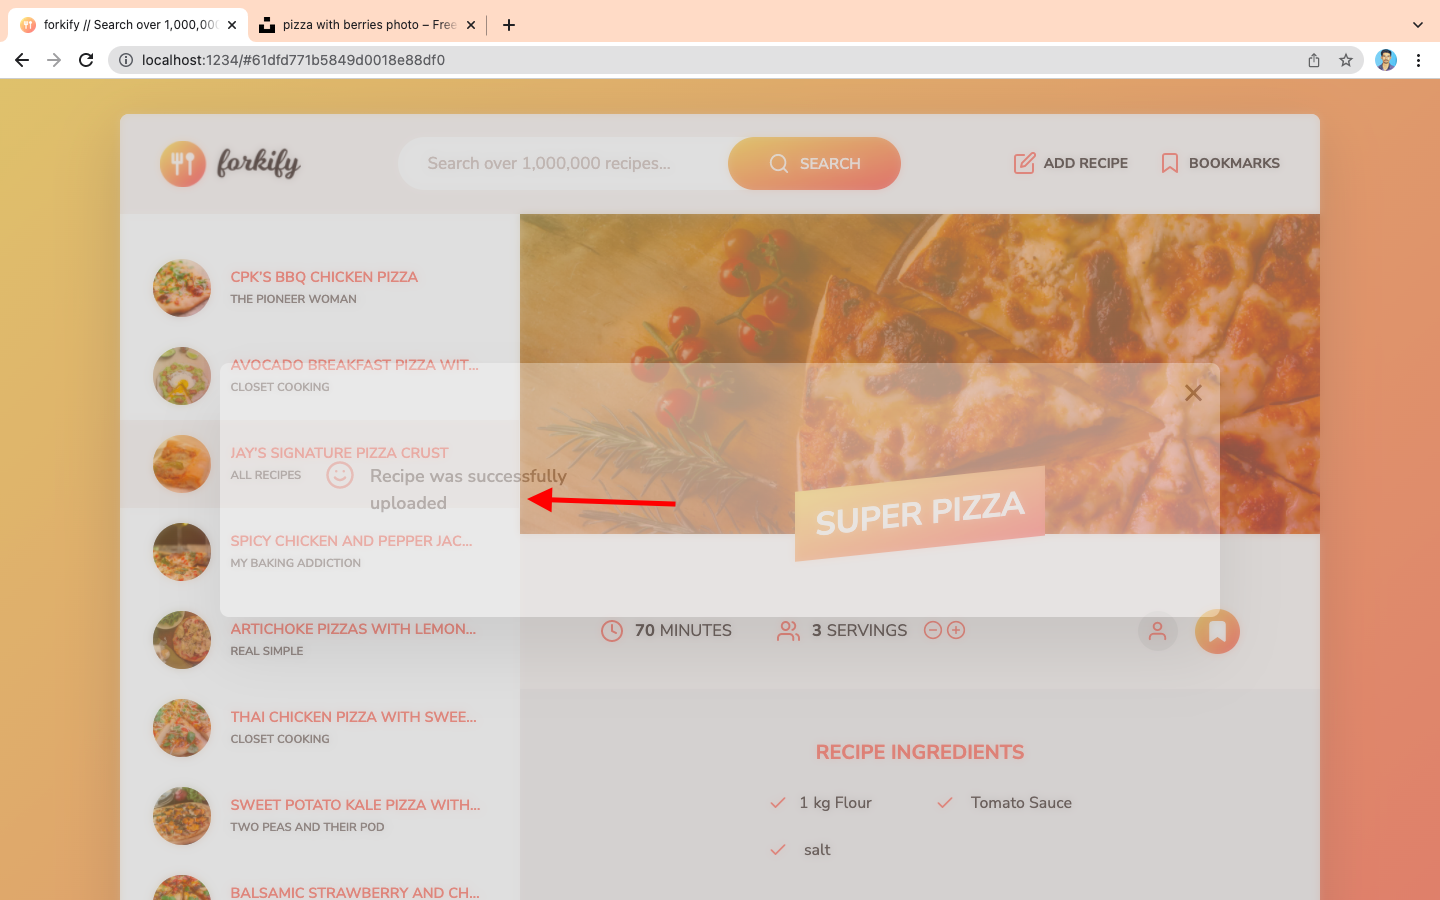 forkify // Search over 1,000,000
pizza with berries photo – Free
localhost:1234/#61dfd771b5849d0018e88df0
forkify
Search over 1,000,000 recipes...
SEARCH
ADD RECIPE
BOOKMARKS
CPK'S BBQ CHICKEN PIZZA
THE PIONEER WOMAN
AVOCADO BREAKFAST PIZZA WIT...
CLOSET COOKING
JAY'S SIGNATURE PIZZA CRUST
ALL RECIPES
Recipe was successfully
uploaded
SPICY CHICKEN AND PEPPER JAC...
MY BAKING ADDICTION
ARTICHOKE PIZZAS WITH LEMON...
REAL SIMPLE
THAI CHICKEN PIZZA WITH SWEE...
CLOSET COOKING
SWEET POTATO KALE PIZZA WITH...
TWO PEAS AND THEIR POD
BALSAMIC STRAWBERRY AND CH...
SUPER PIZZA
70 MINUTES
3 SERVINGS
RECIPE INGREDIENTS
1 kg Flour
Tomato Sauce
salt